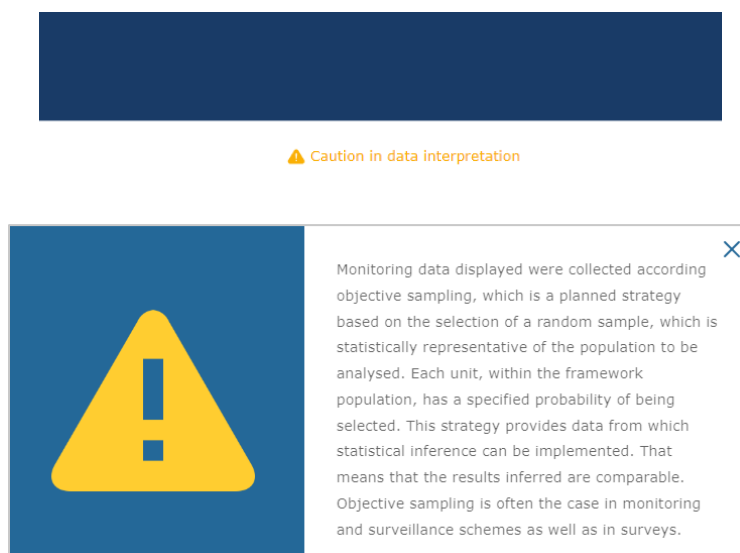 Caution in data interpretation
Monitoring data displayed were collected according
objective sampling, which is a planned strategy
based on the selection of a random sample, which is
statistically representative of the population to be
analysed. Each unit, within the framework
population, has a specified probability of being
selected. This strategy provides data from which
statistical inference can be implemented. That
means that the results inferred are comparable.
Objective sampling is often the case in monitoring
and surveillance schemes as well as in surveys.